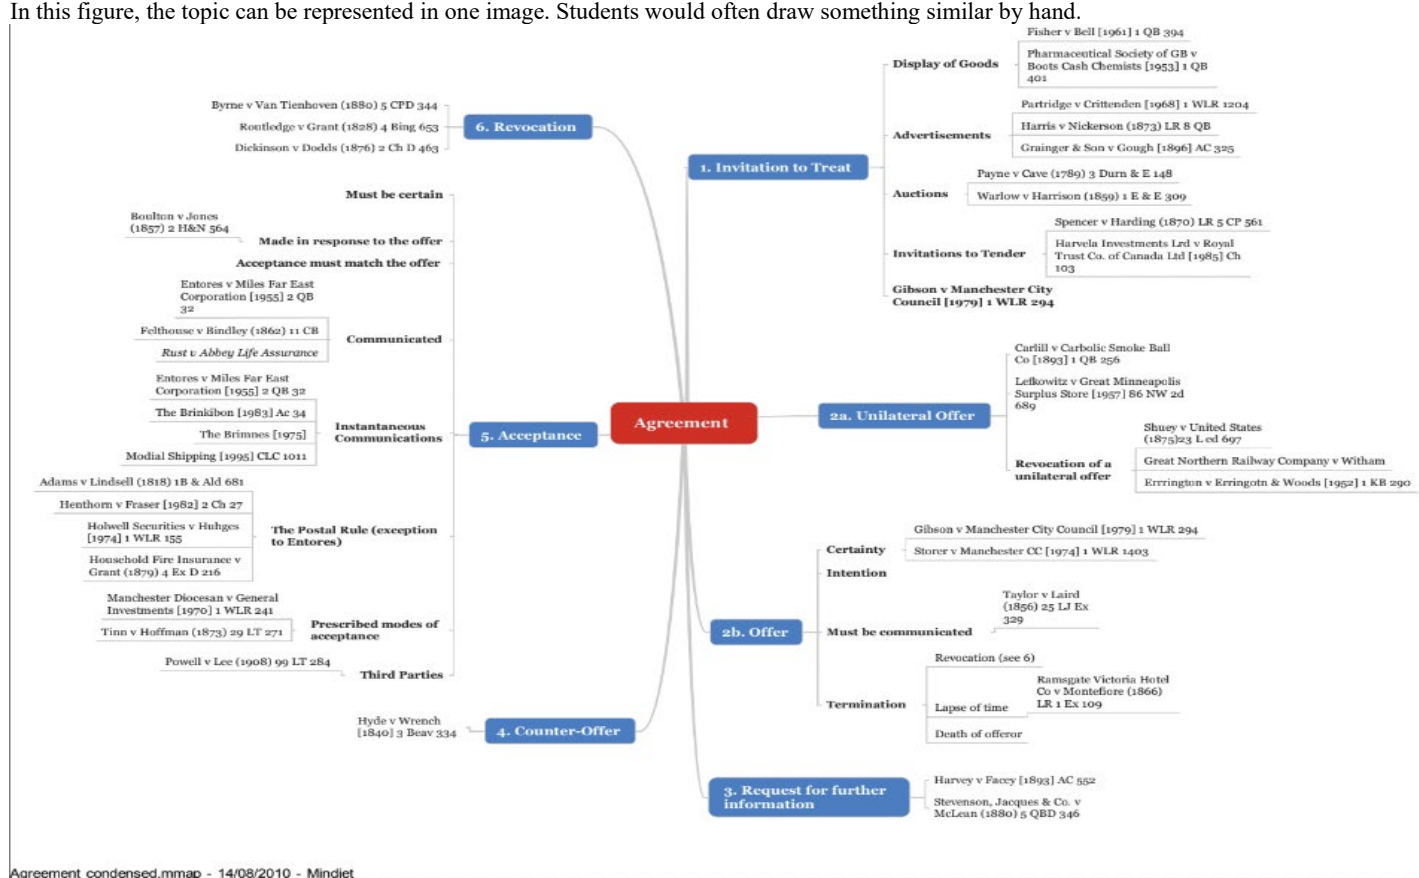 In this figure, the topic can be represented in one image. Students would often draw something similar by hand.
Agreement
1. Invitation to Treat
Display of Goods
Fisher v Bell [1961] 1 QB 394
Pharmaceutical Society of GB v
Boots Cash Chemists [1953] 1 QB
401
Advertisements
Partridge v Crittenden [1968] 1 WLR 1204
Harris v Nickerson (1873) LR 8 QB
Grainger & Son v Gough [1896] AC 325
Auctions
Payne v Cave (1789) 3 Durn & E 148
Warlow v Harrison (1859) 1 E & E 309
Invitations to Tender
Spencer v Harding (1870) LR 5 CP 561
Harvela Investments Lrd v Royal
Trust Co. of Canada Ltd [1985] Ch
103
Gibson v Manchester City
Council [1979] 1 WLR 294
2a. Unilateral Offer
Carlill v Carbolic Smoke Ball
Co [1893] 1 QB 256
Lefkowitz v Great Minneapolis
Surplus Store [1957] 86 NW 2d
689
Revocation of a
unilateral offer
Shuey v United States
(1875)23 L ed 697
Great Northern Railway Company v Witham
Errrington v Erringotn & Woods [1952] 1 KB 290
2b. Offer
Certainty
Gibson v Manchester City Council [1979] 1 WLR 294
Storer v Manchester CC [1974] 1 WLR 1403
Intention
Must be communicated
Taylor v Laird
(1856) 25 LJ Ex
329
Termination
Revocation (see 6)
Lapse of time
Ramsgate Victoria Hotel
Co v Montefiore (1866)
LR 1 Ex 109
Death of offeror
3. Request for further
information
Harvey v Facey [1893] AC 552
Stevenson, Jacques & Co. v
McLean (1880) 5 QBD 346
4. Counter-Offer
Hyde v Wrench
[1840] 3 Beav 334
5. Acceptance
Must be certain
Made in response to the offer
Boulton v Jones
(1857) 2 H&N 564
Acceptance must match the offer
Communicated
Entores v Miles Far East
Corporation [1955] 2 QB
32
Felthouse v Bindley (1862) 11 CB
Rust v Abbey Life Assurance
Instantaneous
Communications
Entores v Miles Far East
Corporation [1955] 2 QB 32
The Brinkibon [1983] Ac 34
The Brimnes [1975]
Modial Shipping [1995] CLC 1011
The Postal Rule (exception
to Entores)
Adams v Lindsell (1818) 1B & Ald 681
Henthorn v Fraser [1982] 2 Ch 27
Holwell Securities v Huhges
[1974] 1 WLR 155
Household Fire Insurance v
Grant (1879) 4 Ex D 216
Prescribed modes of
acceptance
Manchester Diocesan v General
Investments [1970] 1 WLR 241
Tinn v Hoffman (1873) 29 LT 271
Third Parties
Powell v Lee (1908) 99 LT 284
6. Revocation
Byrne v Van Tienhoven (1880) 5 CPD 344
Routledge v Grant (1828) 4 Bing 653
Dickinson v Dodds (1876) 2 Ch D 463
Agreement condensed.mmap - 14/08/2010 - Mindjet